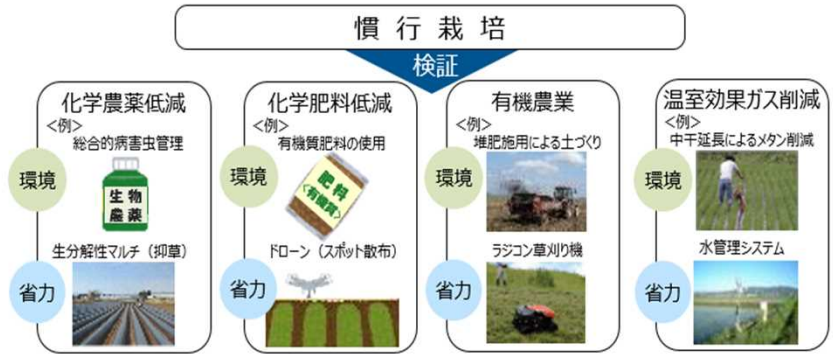 慣行栽培
検証
化学農薬低減
<例>
総合的病害虫管理
環境
生物
農薬
生分解性マルチ（抑草）
省力
化学肥料低減
<例>
有機質肥料の使用
環境
肥料
<有機質>
ドローン（スポット散布）
省力
有機農業
<例>
堆肥施用による土づくり
環境
ラジコン草刈り機
省力
温室効果ガス削減
<例>
中干延長によるメタン削減
環境
水管理システム
省力